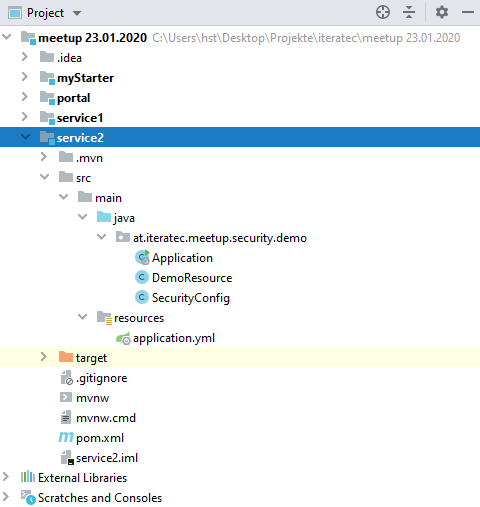 Project
meetup 23.01.2020 C:\Users\hst\Desktop\Projekte\iteratec\meetup 23.01.2020
.idea
myStarter
portal
service1
service2
.mvn
src
main
java
at.iteratec.meetup.security.demo
Application
DemoResource
SecurityConfig
resources
application.yml
target
.gitignore
mvnw
mvnw.cmd
pom.xml
service2.iml
External Libraries
Scratches and Consoles